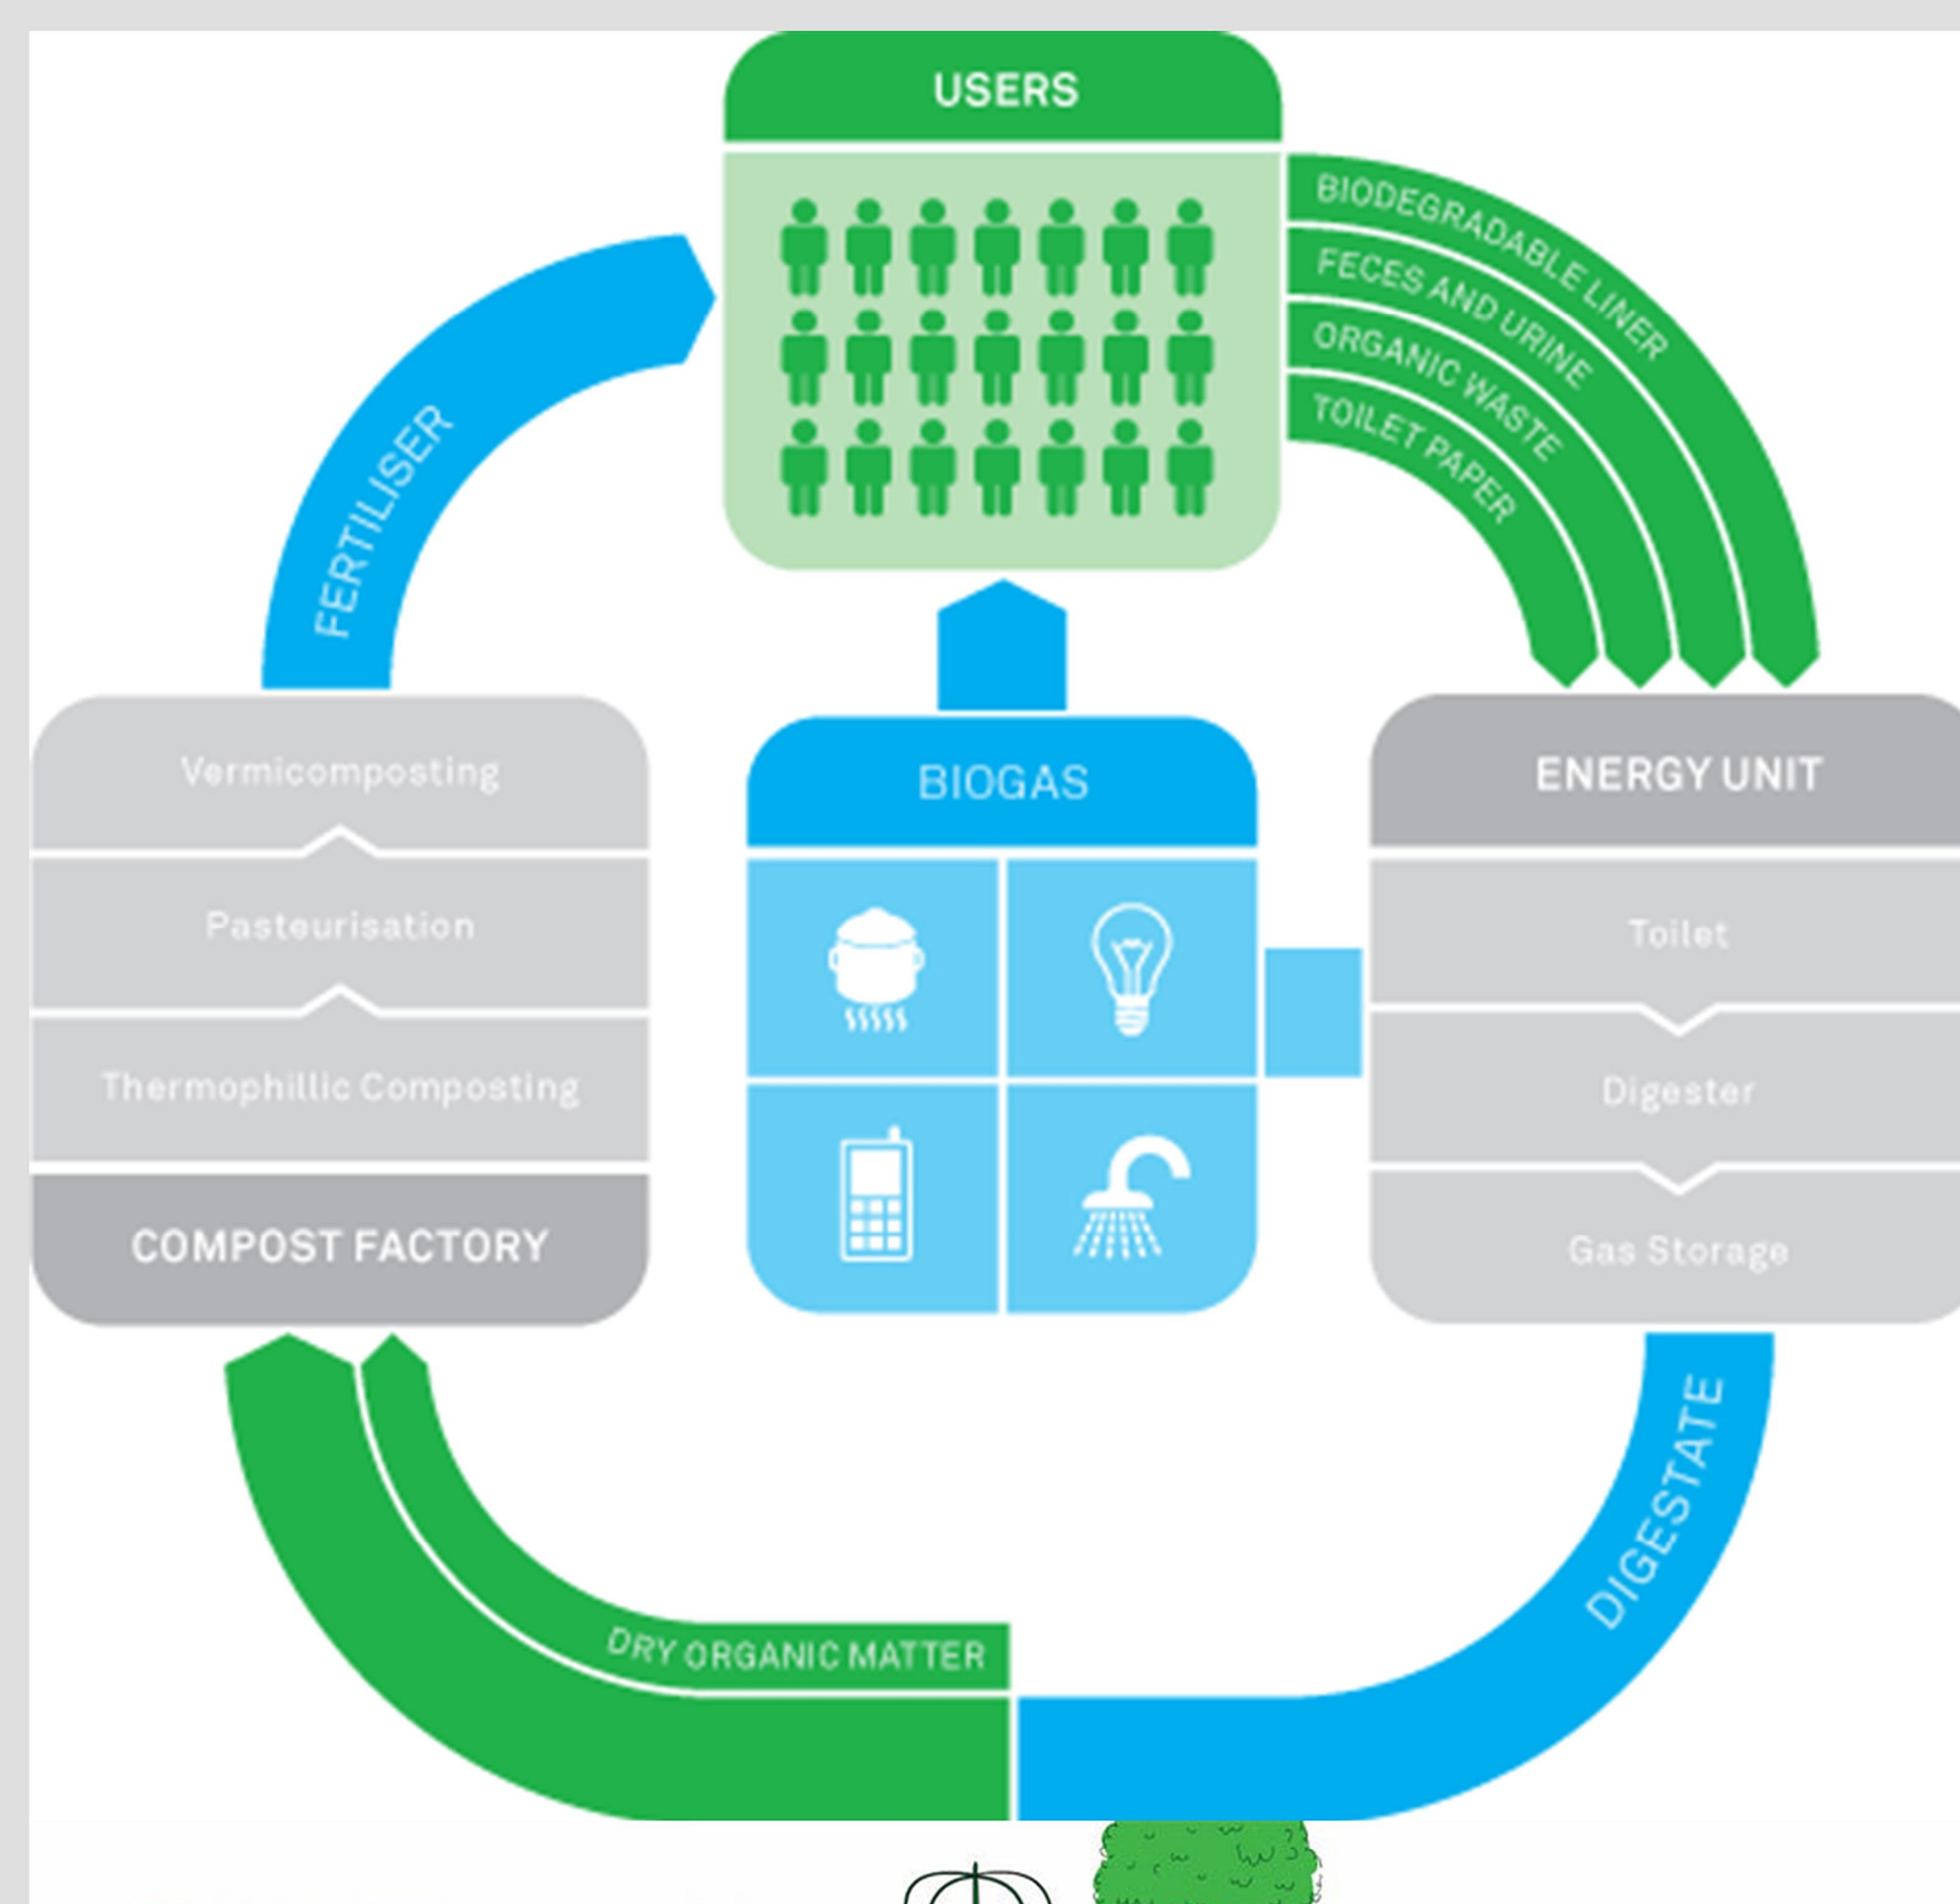 USERS
BIODEGRADABLE LINER
FECES AND URINE
ORGANIC WASTE
TOILET PAPER
FERTILISER
Vermicomposting
Pasteurisation
Thermophillic Composting
COMPOST FACTORY
BIOGAS
ENERGY UNIT
Toilet
Digester
Gas Storage
DIGESTATE
DRY ORGANIC MATTER